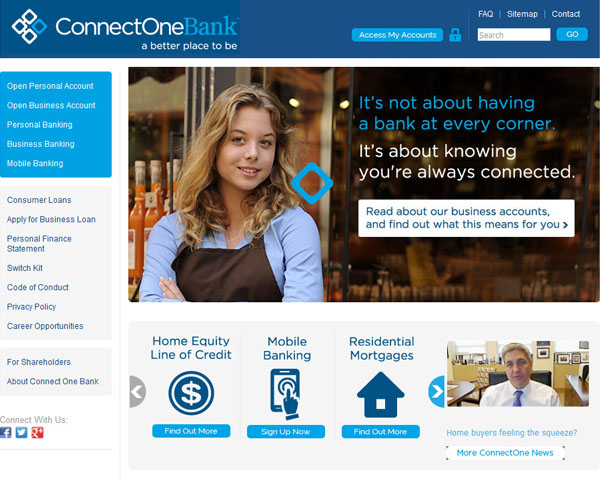 ConnectOneBank
a better place to be
FAQ | Sitemap | Contact
Access My Accounts
Search
GO
Open Personal Account
Open Business Account
Personal Banking
Business Banking
Mobile Banking
Consumer Loans
Apply for Business Loan
Personal Finance
Statement
Switch Kit
Code of Conduct
Privacy Policy
Career Opportunities
For Shareholders
About Connect One Bank
Connect With Us:
It's not about having
a bank at every corner.
It's about knowing
you're always connected.
Read about our business accounts,
and find out what this means for you >
Home Equity
Line of Credit
$
Find Out More
Mobile
Banking
Sign Up Now
Residential
Mortgages
Find Out More
Home buyers feeling the squeeze?
More ConnectOne News